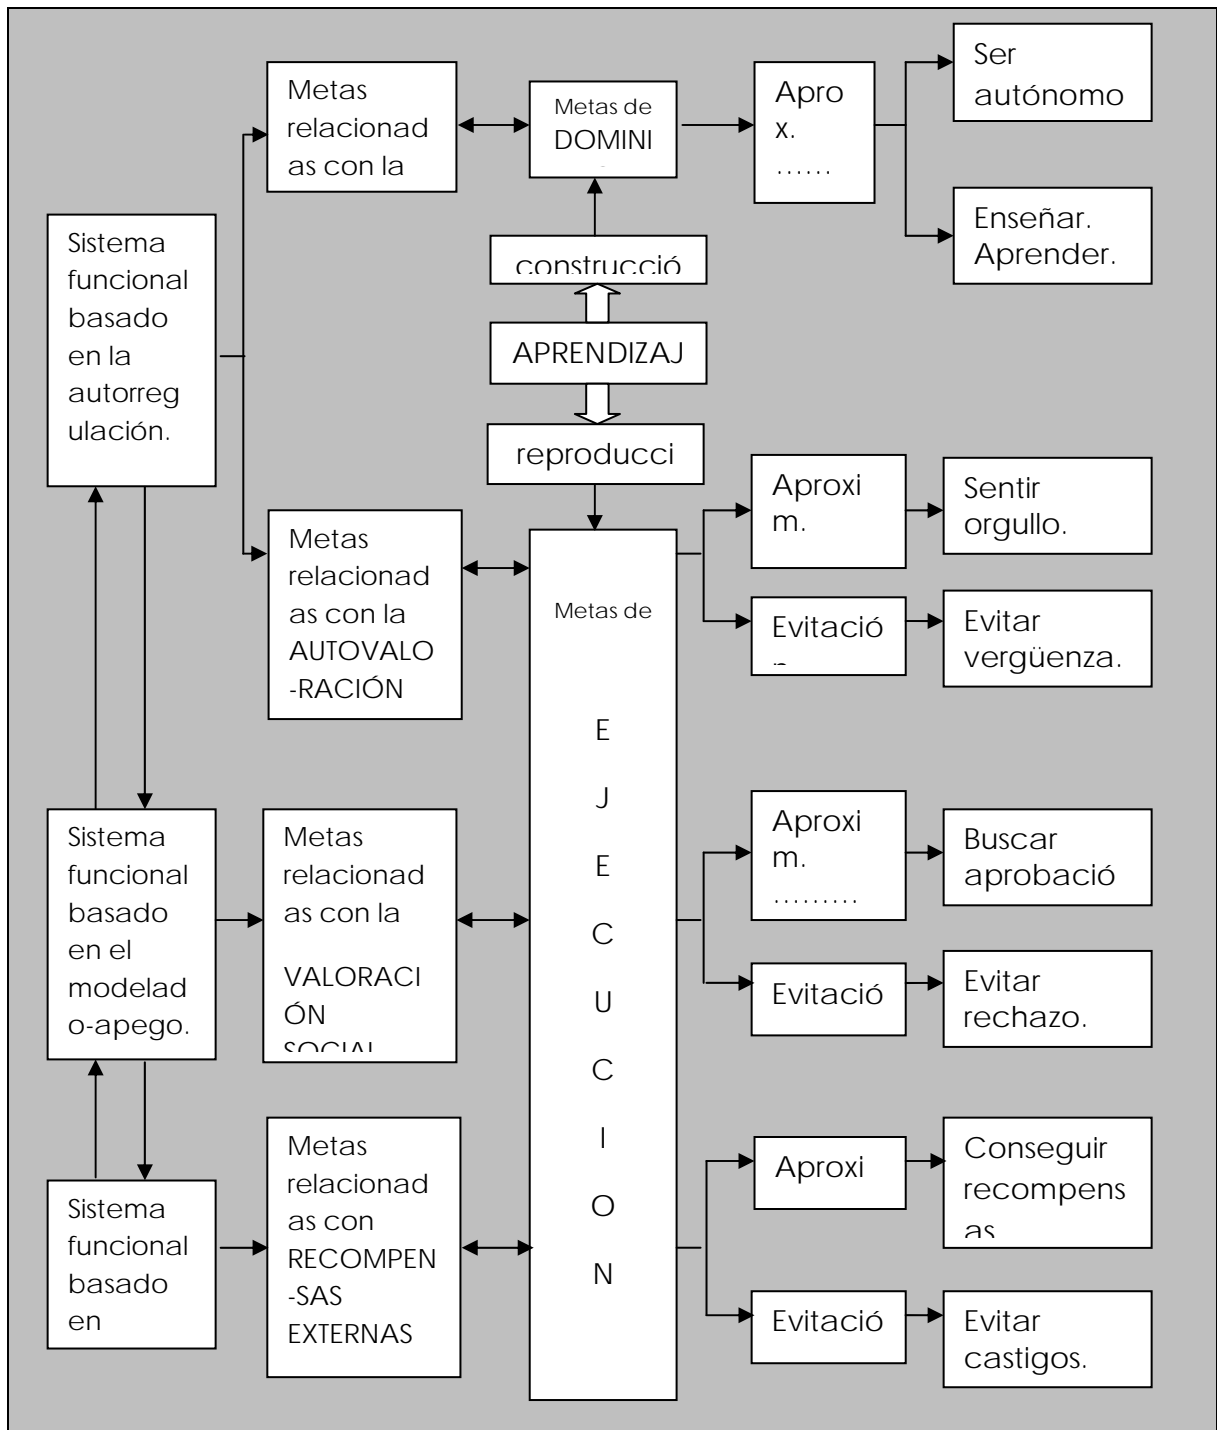 Metas
relacionad
as con la
Metas de
DOMINI
Aprox
x.
......
Ser
autónomo
Enseñar.
Aprender.
Sistema
funcional
basado
en la
autorreg
ulación.
construcció
APRENDIZAJ
reproducci
Metas
relacionad
as con la
AUTOVALO
-RACIÓN
Metas de
E
J
E
C
U
C
I
O
N
Aproxi
m.
Sentir
orgullo.
Evitació
n
Evitar
vergüenza.
Sistema
funcional
basado
en el
modelad
o-apego.
Metas
relacionad
as con la
VALORACI
ÓN
SOCIAL
Aproxi
m.
.........
Buscar
aprobació
Evitació
Evitar
rechazo.
Sistema
funcional
basado
en
Metas
relacionad
as con
RECOMPEN
-SAS
EXTERNAS
Aproxi
Conseguir
recompens
as
Evitació
Evitar
castigos.